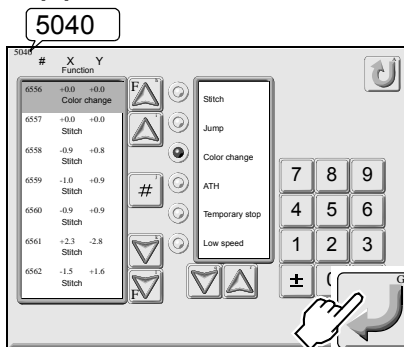 5040
5040
# X Y
Function
6556 +0.0 +0.0
Color change
6557 +0.0 +0.0
Stitch
6558 -0.9 +0.8
Stitch
6559 -1.0 +0.9
Stitch
6560 -0.9 +0.9
Stitch
6561 +2.3 -2.8
Stitch
6562 -1.5 +1.6
Stitch
F
#
F
Stitch
Jump
Color change
ATH
Temporary stop
Low speed
7 8 9
4 5 6
1 2 3
± 0
G